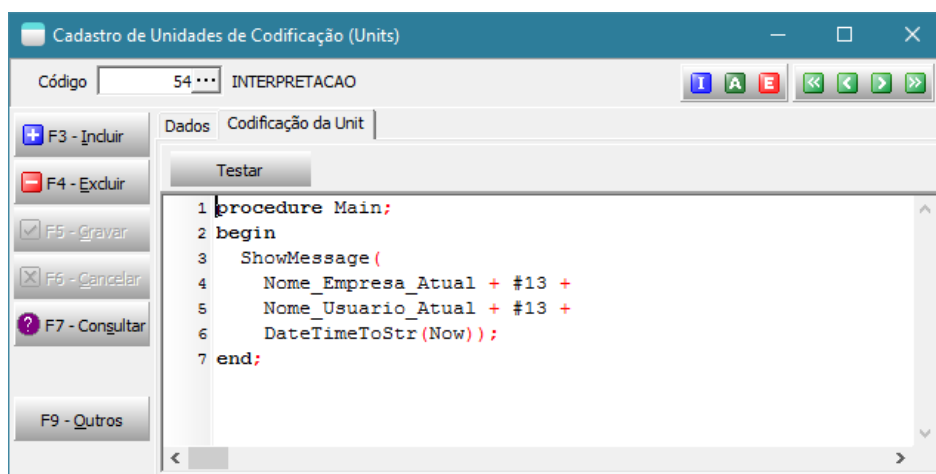 Cadastro de Unidades de Codificação (Units)
Código 54 ... INTERPRETACAO I A E
F3 - Incluir
F4 - Excluir
F5 - Gravar
F6 - Cancelar
F7 - Consultar
F9 - Outros
Dados Codificação da Unit
Testar
1 procedure Main;
2 begin
3 ShowMessage(
4 Nome_Empresa_Atual + #13 +
5 Nome_Usuario_Atual + #13 +
6 DateTimeToStr(Now));
7 end;